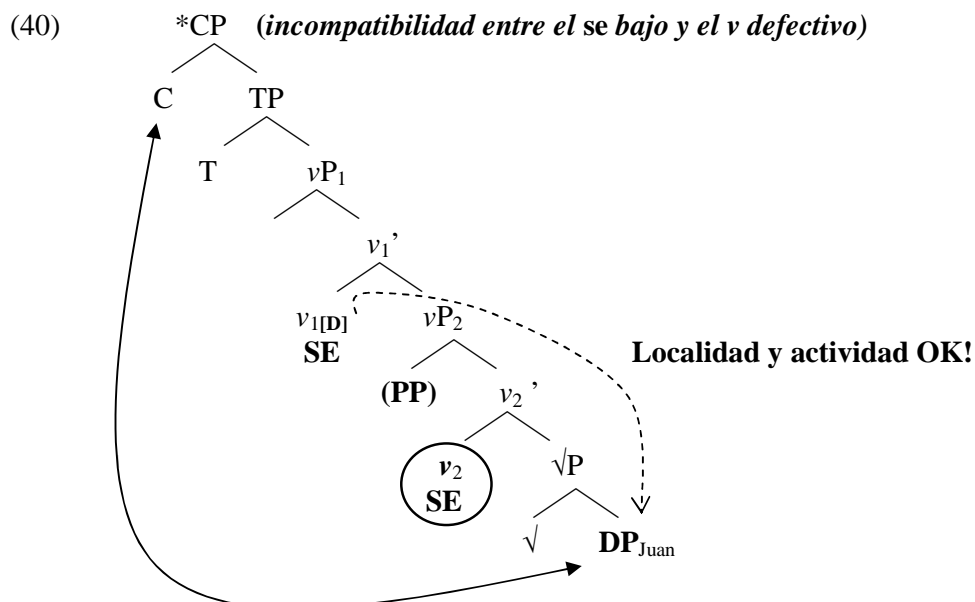 (40) *CP (incompatibilidad entre el se bajo y el v defectivo)
C TP
T vP1
v1’
v1[D] vP2
SE Localidad y actividad OK!
(PP) v2 ’
v2 √P
SE
√ DPJuan